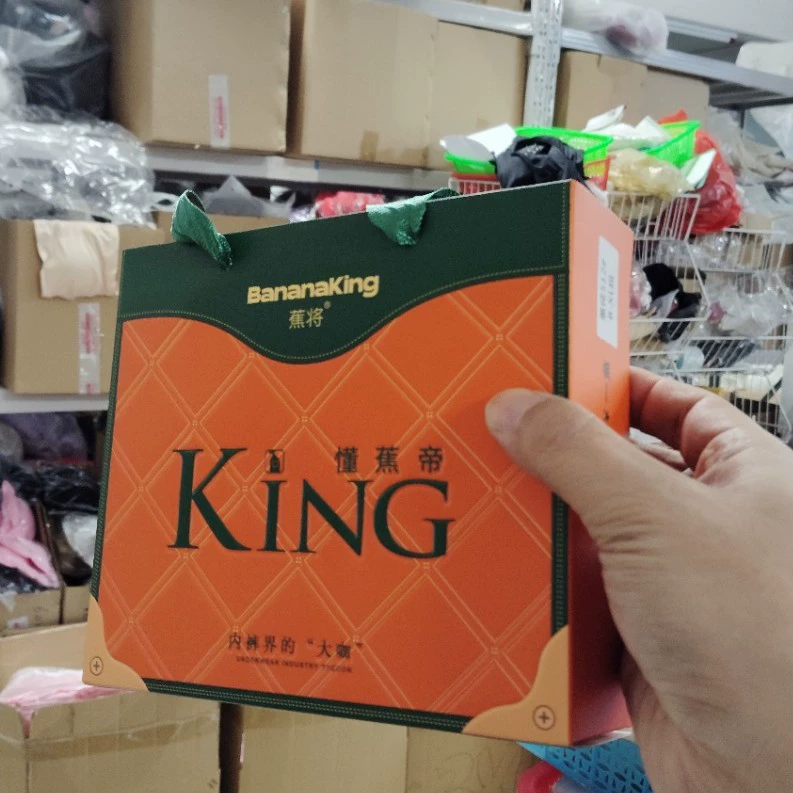 BananaKing
蕉将®
懂蕉帝
KiNG
内裤界的“大咖”
UNDERWEAR INDUSTRY TYCOON